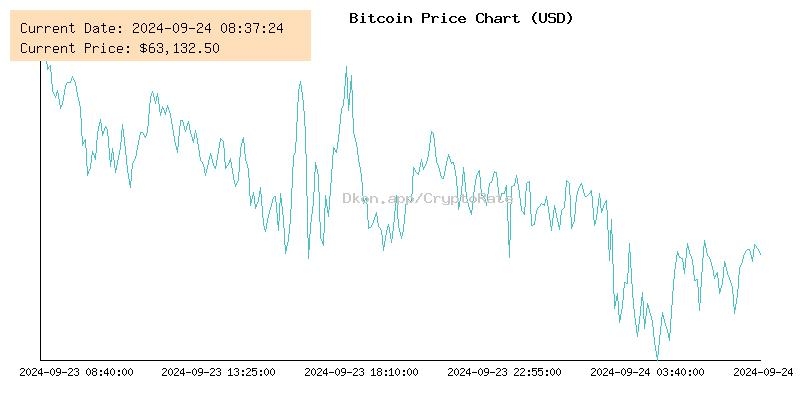 Bitcoin Price Chart (USD)
Current Date: 2024-09-24 08:37:24
Current Price: $63,132.50
Dken.app/CryptoRate
2024-09-23 08:40:00
2024-09-23 13:25:00
2024-09-23 18:10:00
2024-09-23 22:55:00
2024-09-24 03:40:00
2024-09-24